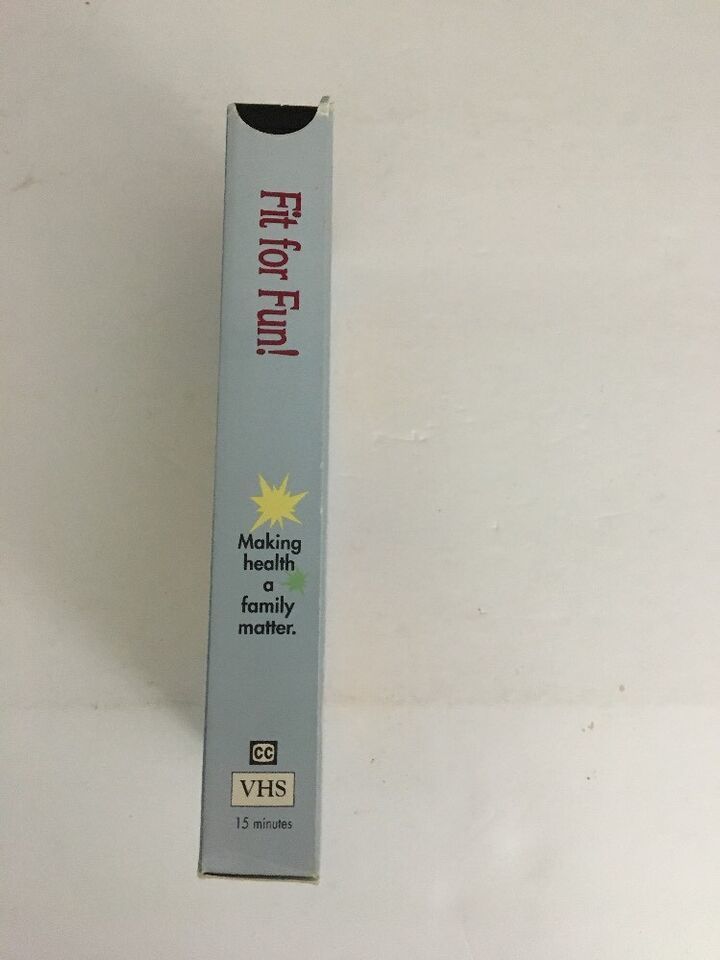 Fit for Fun!
Making
health
a
family
matter.
CC
VHS
15 minutes